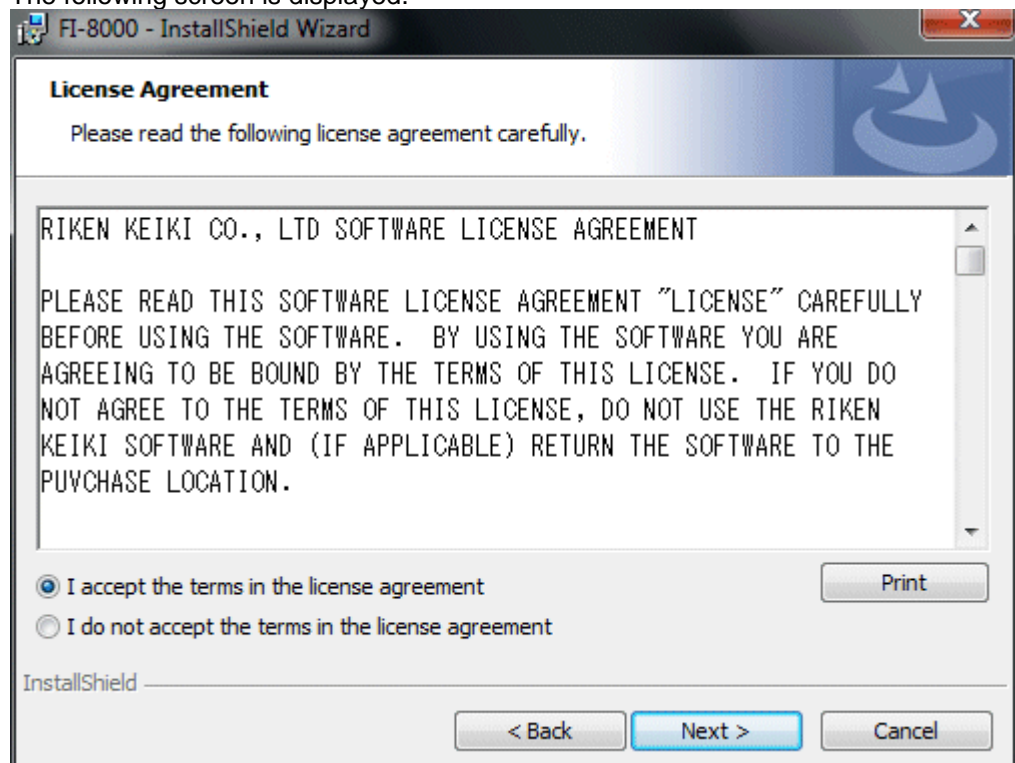 The following screen is displayed.
FI-8000 - InstallShield Wizard
License Agreement
Please read the following license agreement carefully.
RIKEN KEIKI CO., LTD SOFTWARE LICENSE AGREEMENT
PLEASE READ THIS SOFTWARE LICENSE AGREEMENT ″LICENSE″ CAREFULLY
BEFORE USING THE SOFTWARE. BY USING THE SOFTWARE YOU ARE
AGREEING TO BE BOUND BY THE TERMS OF THIS LICENSE. IF YOU DO
NOT AGREE TO THE TERMS OF THIS LICENSE, DO NOT USE THE RIKEN
KEIKI SOFTWARE AND (IF APPLICABLE) RETURN THE SOFTWARE TO THE
PUVCHASE LOCATION.
I accept the terms in the license agreement
Print
I do not accept the terms in the license agreement
InstallShield
< Back
Next >
Cancel